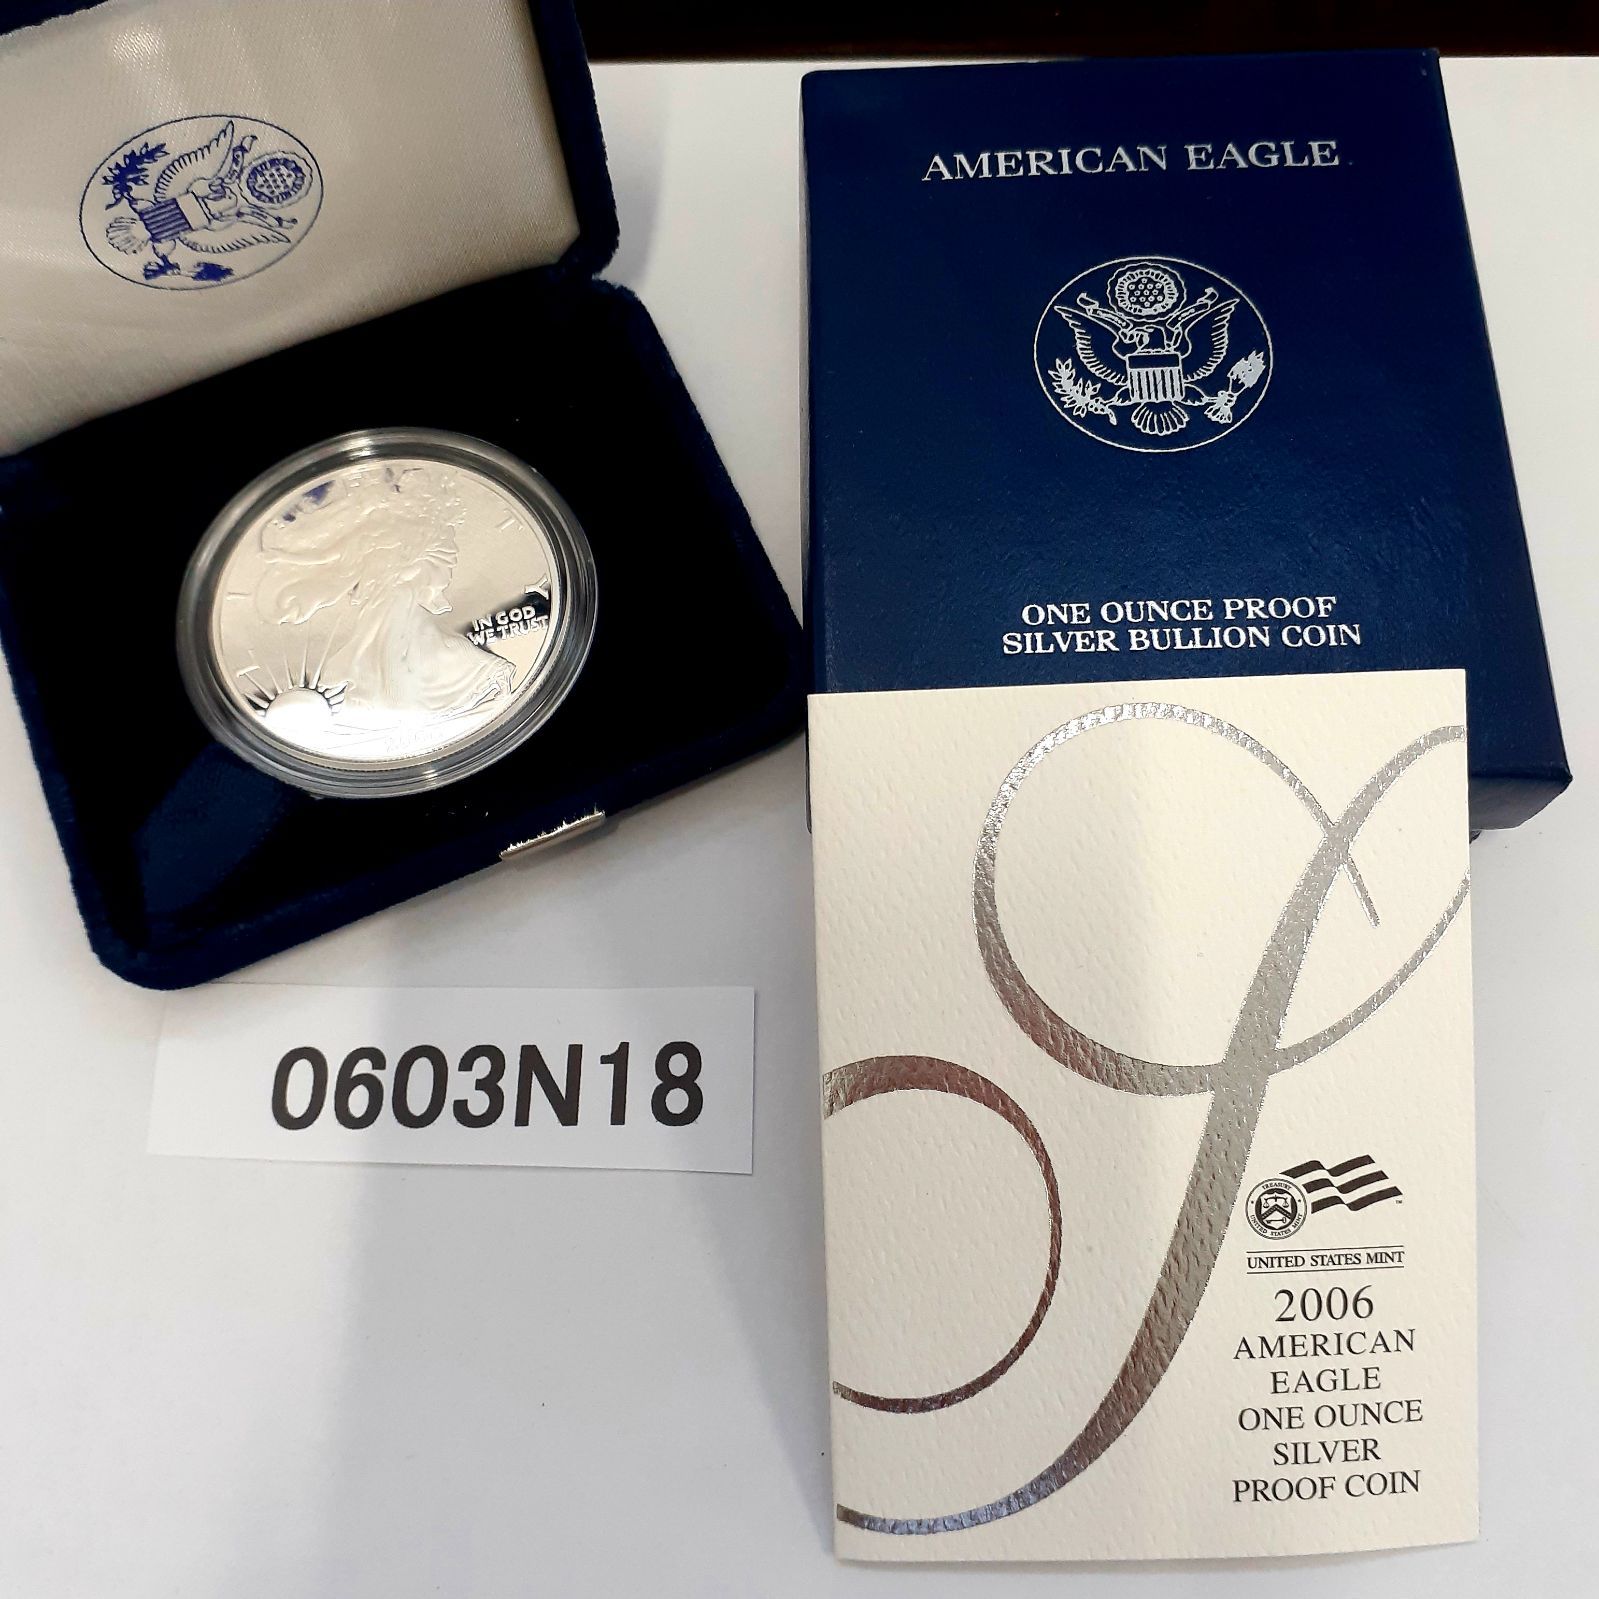 AMERICAN EAGLE
ONE OUNCE PROOF
SILVER BULLION COIN
IN GOD
WE TRUST
0603N18
UNITED STATES MINT
2006
AMERICAN
EAGLE
ONE OUNCE
SILVER
PROOF COIN